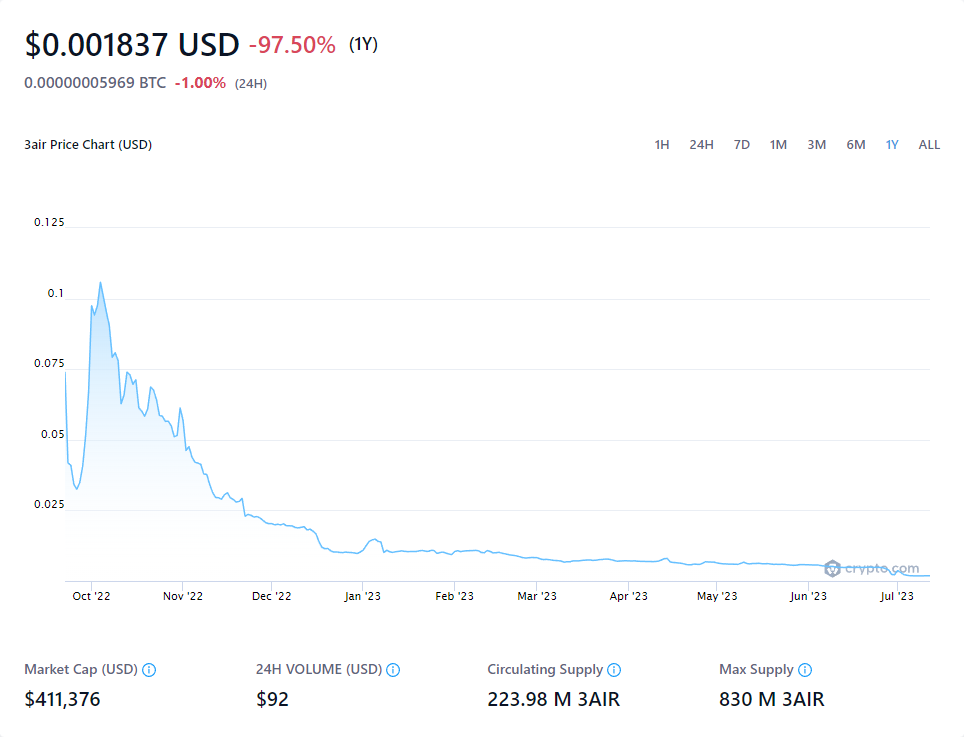 $0.001837 USD -97.50% (1Y)
0.00000005969 BTC -1.00% (24H)
3air Price Chart (USD) 1H 24H 7D 1M 3M 6M 1Y ALL
0.125
0.1
0.075
0.05
0.025
crypto.com
Oct '22 Nov '22 Dec '22 Jan '23 Feb '23 Mar '23 Apr '23 May '23 Jun '23 Jul '23
Market Cap (USD) 24H VOLUME (USD) Circulating Supply Max Supply
$411,376 $92 223.98 M 3AIR 830 M 3AIR